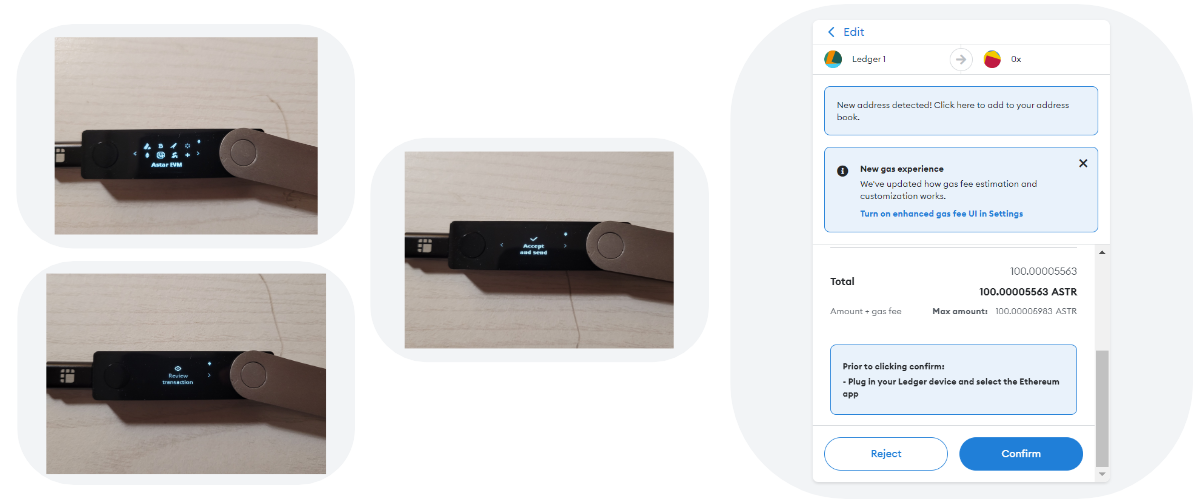 Astar EVM
Review
transaction
Accept
and send
Edit
Ledger 1
0x
New address detected! Click here to add to your address
book.
New gas experience
We've updated how gas fee estimation and
customization works.
Turn on enhanced gas fee UI in Settings
100.00005563
Total
100.00005563 ASTR
Amount + gas fee
Max amount: 100.00005983 ASTR
Prior to clicking confirm:
- Plug in your Ledger device and select the Ethereum
app
Reject
Confirm